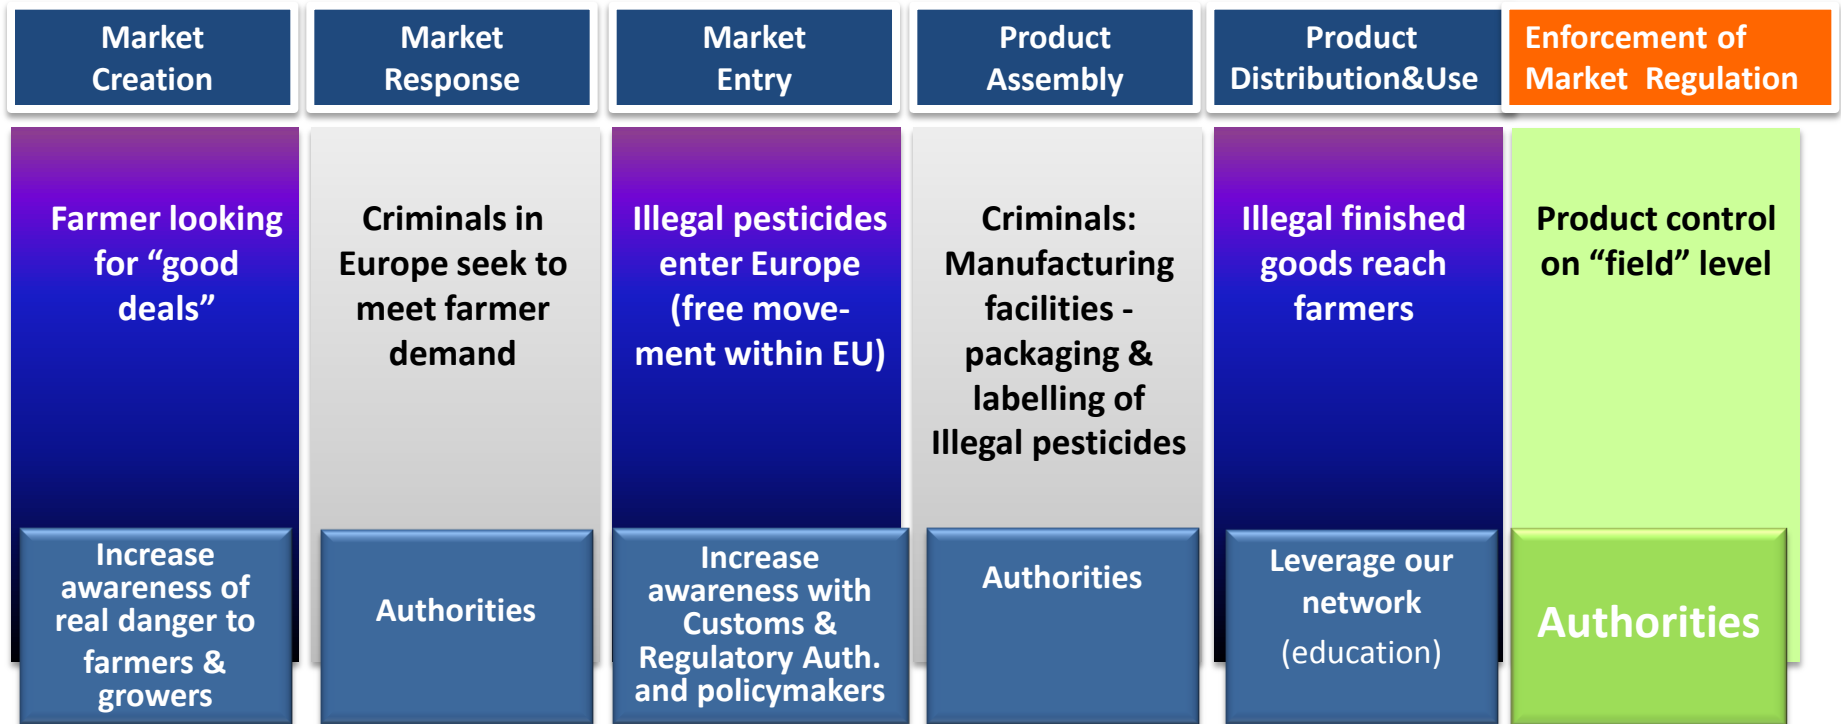 Market
Creation
Market
Response
Market
Entry
Product
Assembly
Product
Distribution&Use
Enforcement of
Market Regulation
Farmer looking
for “good
deals”
Criminals in
Europe seek to
meet farmer
demand
Illegal pesticides
enter Europe
(free move-
ment within EU)
Criminals:
Manufacturing
facilities -
packaging &
labelling of
Illegal pesticides
Illegal finished
goods reach
farmers
Product control
on “field” level
Increase
awareness of
real danger to
farmers &
growers
Authorities
Increase
awareness with
Customs &
Regulatory Auth.
and policymakers
Authorities
Leverage our
network
(education)
Authorities